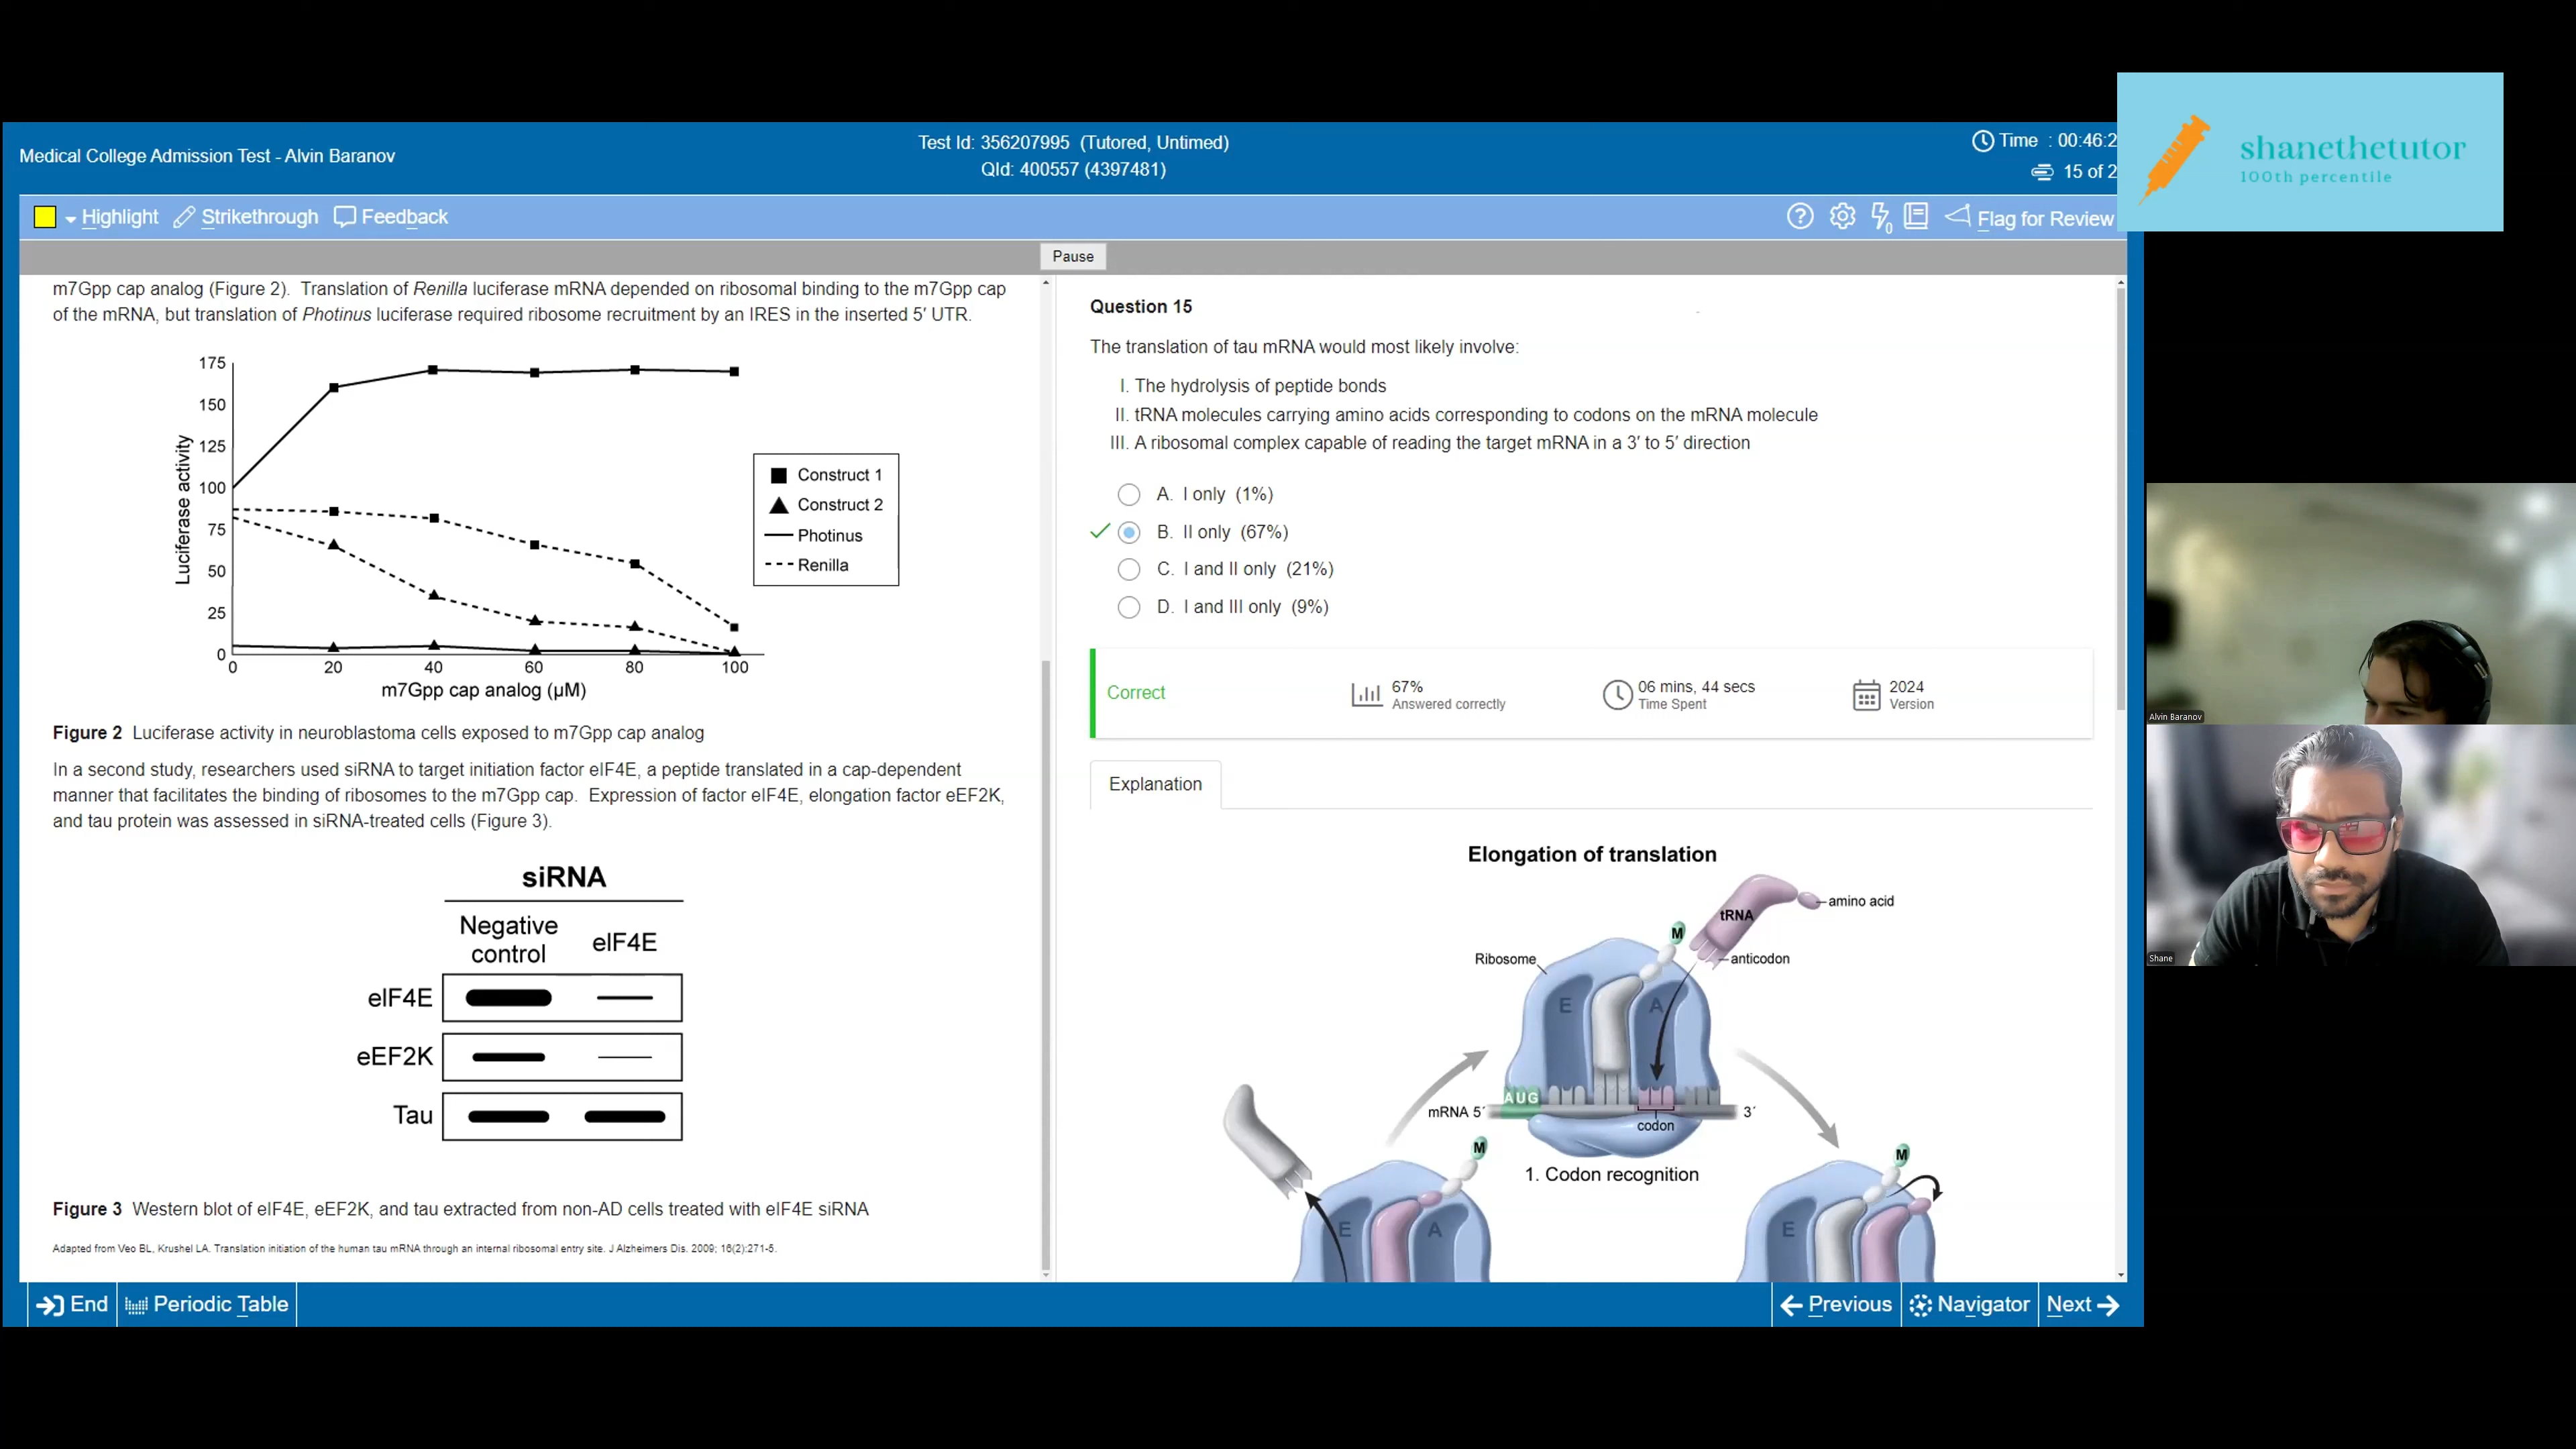 shanethetutor
100th percentile
Medical College Admission Test - Alvin Baranov
Test Id: 356207995 (Tutored, Untimed)
QId: 400557 (4397481)
Time : 00:46:2
15 of 2
Highlight
Strikethrough
Feedback
Flag for Review
Pause
m7Gpp cap analog (Figure 2). Translation of Renilla luciferase mRNA depended on ribosomal binding to the m7Gpp cap
of the mRNA, but translation of Photinus luciferase required ribosome recruitment by an IRES in the inserted 5′ UTR.
175
150
125
100
75
50
25
0
Luciferase activity
0 20 40 60 80 100
m7Gpp cap analog (μM)
Construct 1
Construct 2
Photinus
Renilla
Figure 2 Luciferase activity in neuroblastoma cells exposed to m7Gpp cap analog
In a second study, researchers used siRNA to target initiation factor eIF4E, a peptide translated in a cap-dependent
manner that facilitates the binding of ribosomes to the m7Gpp cap. Expression of factor eIF4E, elongation factor eEF2K,
and tau protein was assessed in siRNA-treated cells (Figure 3).
siRNA
Negative
control
eIF4E
eIF4E
eEF2K
Tau
Figure 3 Western blot of eIF4E, eEF2K, and tau extracted from non-AD cells treated with eIF4E siRNA
Adapted from Veo BL, Krushel LA. Translation initiation of the human tau mRNA through an internal ribosomal entry site. J Alzheimers Dis. 2009; 16(2):271-5.
Question 15
The translation of tau mRNA would most likely involve:
I. The hydrolysis of peptide bonds
II. tRNA molecules carrying amino acids corresponding to codons on the mRNA molecule
III. A ribosomal complex capable of reading the target mRNA in a 3′ to 5′ direction
A. I only (1%)
B. II only (67%)
C. I and II only (21%)
D. I and III only (9%)
Correct
67%
Answered correctly
06 mins, 44 secs
Time Spent
2024
Version
Explanation
Elongation of translation
tRNA
amino acid
M
anticodon
Ribosome
E A
AUG
mRNA 5′
3′
codon
1. Codon recognition
M
E A
M
E
Alvin Baranov
Shane
End
Periodic Table
Previous
Navigator
Next